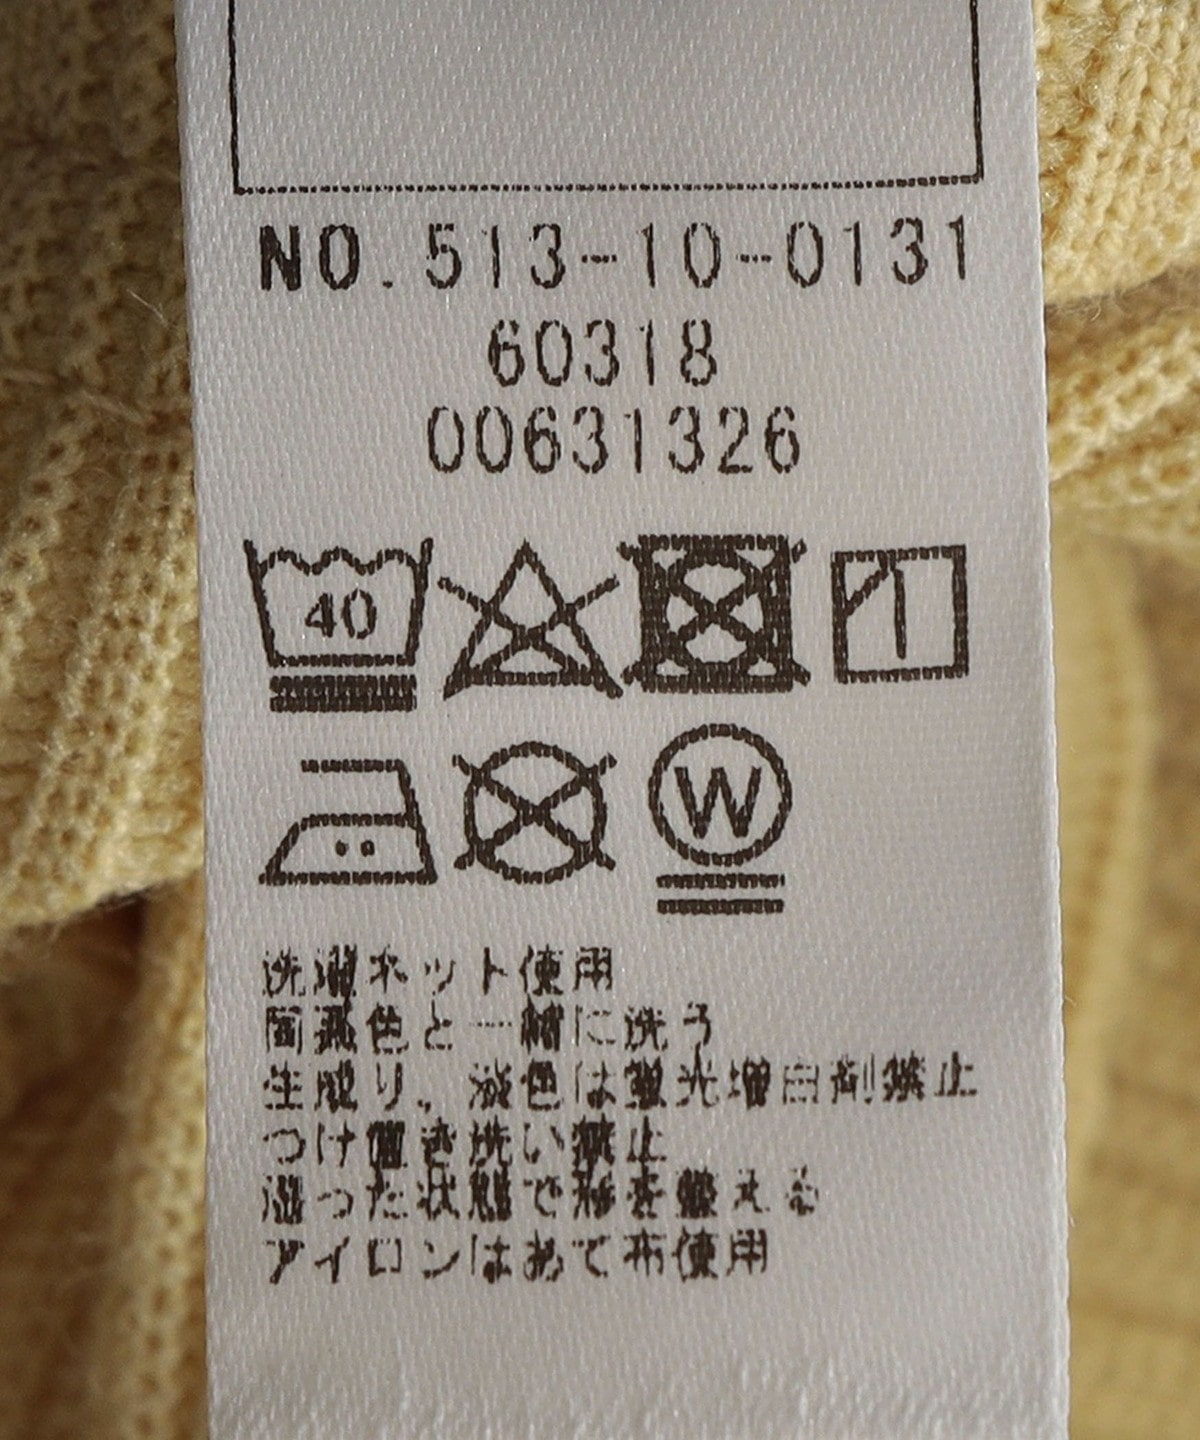 NO. 513-10-0131
60318
00631326
40
W
洗濯ネット使用
同系色と一緒に洗う
生成り、淡色は蛍光増白剤禁止
つけ置き洗い禁止
湿った状態で形を整える
アイロンはあて布使用